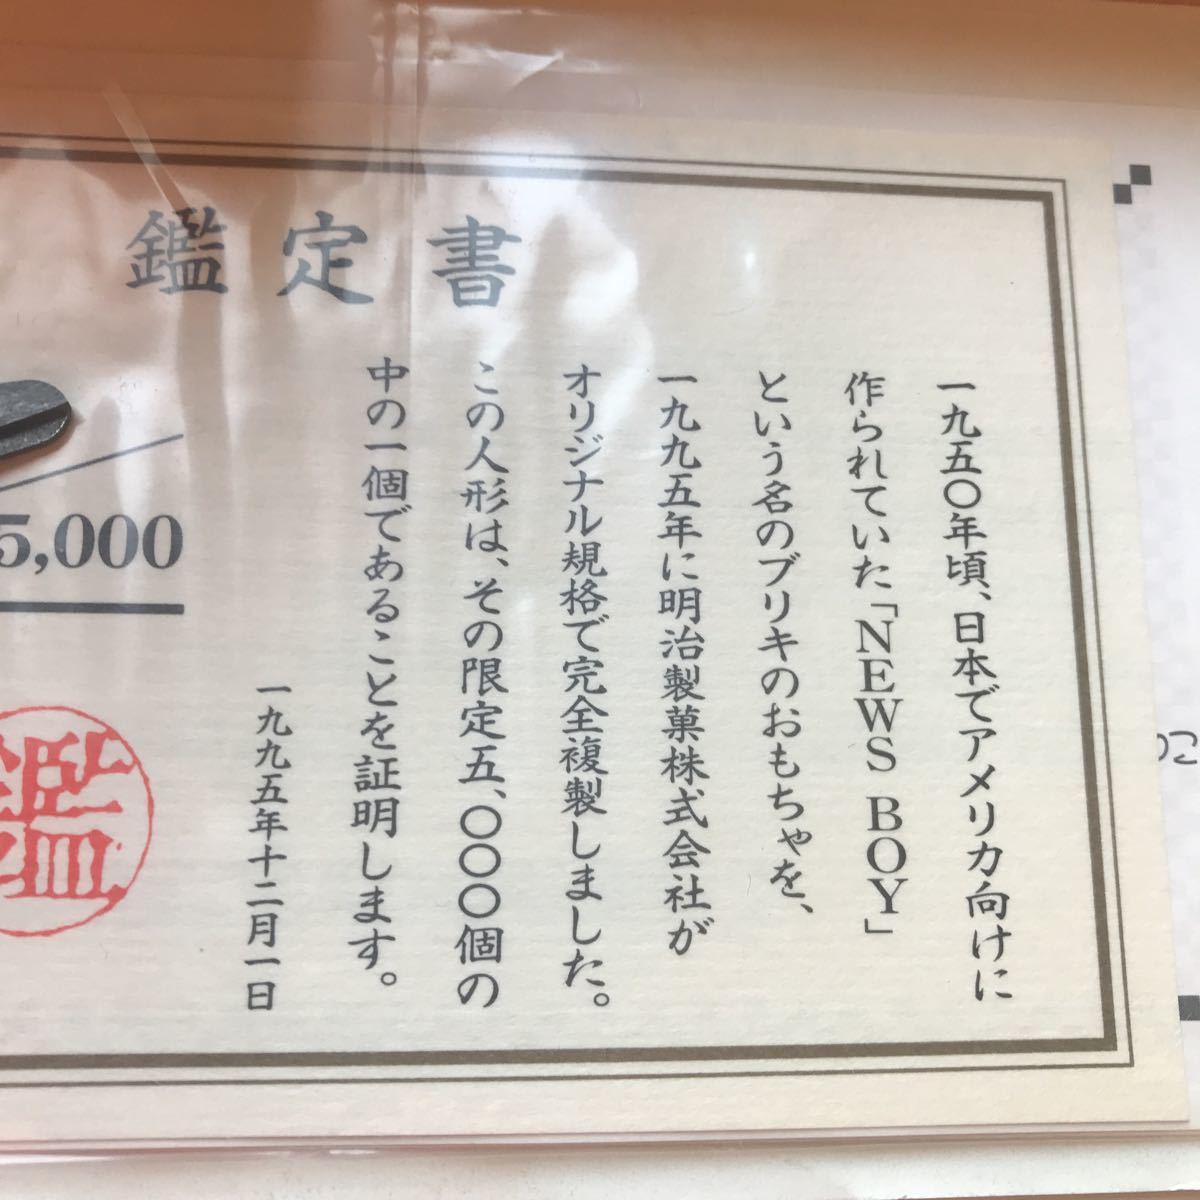 鑑定書
一九五〇年頃、日本でアメリカ向けに
作られていた「NEWS BOY」
という名のブリキのおもちゃを、
一九九五年に明治製菓株式会社が
オリジナル規格で完全複製しました。
この人形は、その限定五、〇〇〇個の
中の一個であることを証明します。
一九九五年十二月一日
5,000
鑑